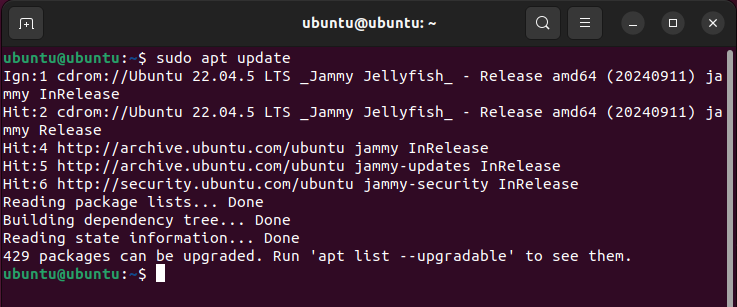 ubuntu@ubuntu: ~
ubuntu@ubuntu:~$ sudo apt update
Ign:1 cdrom://Ubuntu 22.04.5 LTS _Jammy Jellyfish_ - Release amd64 (20240911) ja
mmy InRelease
Hit:2 cdrom://Ubuntu 22.04.5 LTS _Jammy Jellyfish_ - Release amd64 (20240911) ja
mmy Release
Hit:4 http://archive.ubuntu.com/ubuntu jammy InRelease
Hit:5 http://archive.ubuntu.com/ubuntu jammy-updates InRelease
Hit:6 http://security.ubuntu.com/ubuntu jammy-security InRelease
Reading package lists... Done
Building dependency tree... Done
Reading state information... Done
429 packages can be upgraded. Run 'apt list --upgradable' to see them.
ubuntu@ubuntu:~$